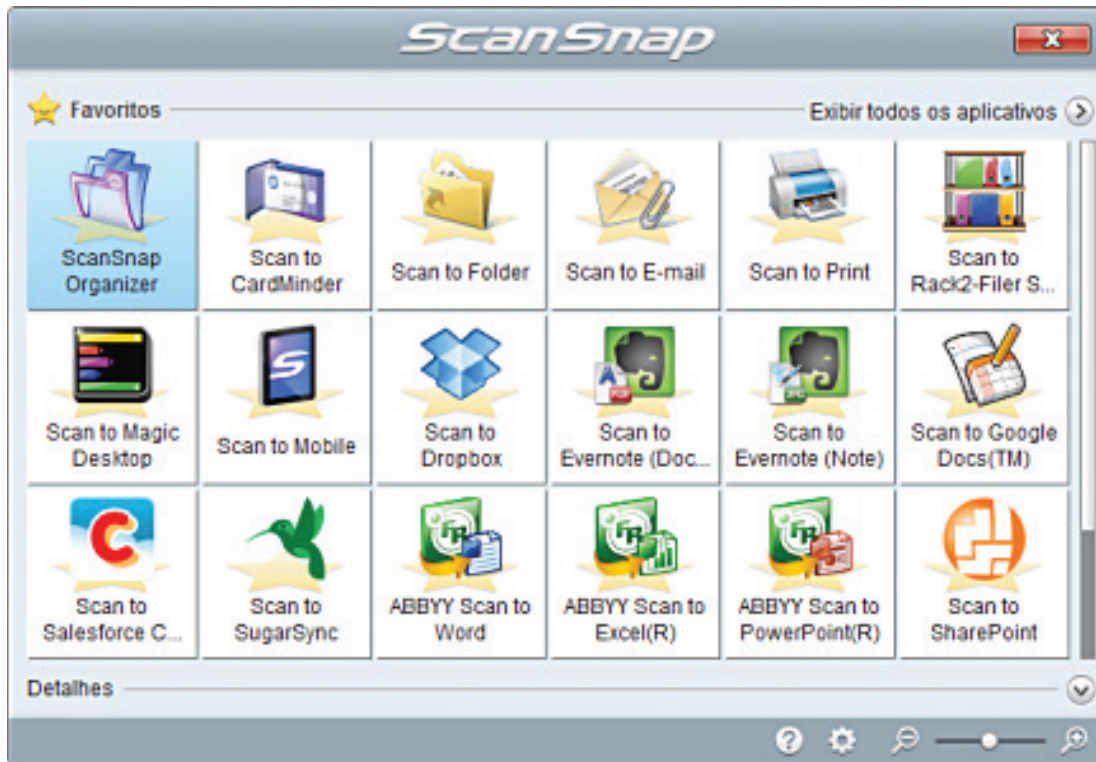 ScanSnap
Favoritos
Exibir todos os aplicativos
ScanSnap
Organizer
Scan to
CardMinder
Scan to Folder
Scan to E-mail
Scan to Print
Scan to
Rack2-Filer S...
Scan to Magic
Desktop
Scan to Mobile
Scan to
Dropbox
Scan to
Evernote (Doc...
Scan to
Evernote (Note)
Scan to Google
Docs(TM)
Scan to
Salesforce C...
Scan to
SugarSync
ABBYY Scan to
Word
ABBYY Scan to
Excel(R)
ABBYY Scan to
PowerPoint(R)
Scan to
SharePoint
Detalhes